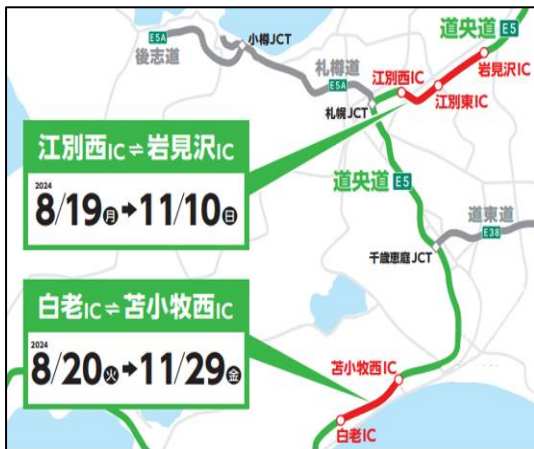 道央道 E5
E5A
小樽JCT
後志道
札樽道
江別西IC
岩見沢IC
E5A
江別東IC
札幌JCT
江別西IC⇌岩見沢IC
2024
8/19月➡11/10日
道央道 E5
道東道
E38
千歳恵庭JCT
白老IC⇌苫小牧西IC
2024
8/20火➡11/29金
苫小牧西IC
白老IC